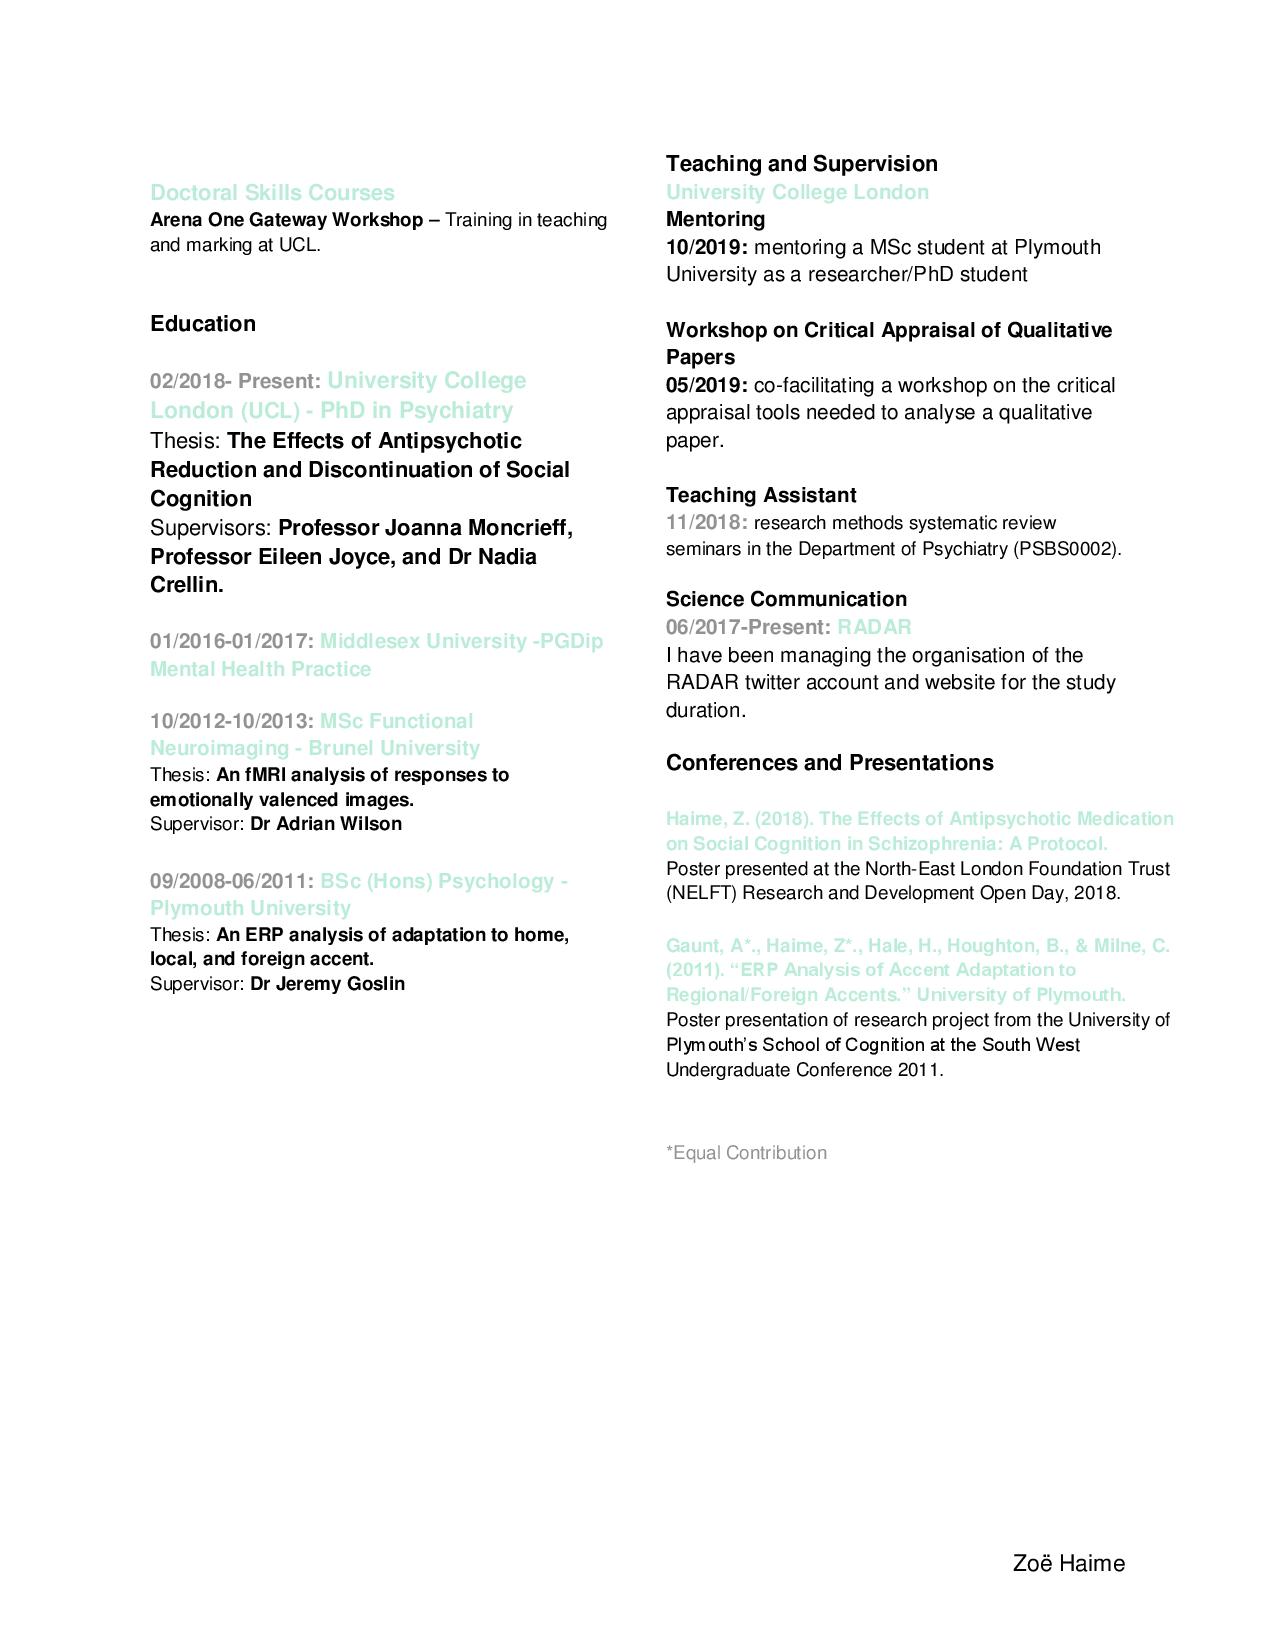 Doctoral Skills Courses
Arena One Gateway Workshop – Training in teaching
and marking at UCL.
Education
02/2018- Present: University College
London (UCL) - PhD in Psychiatry
Thesis: The Effects of Antipsychotic
Reduction and Discontinuation of Social
Cognition
Supervisors: Professor Joanna Moncrieff,
Professor Eileen Joyce, and Dr Nadia
Crellin.
01/2016-01/2017: Middlesex University -PGDip
Mental Health Practice
10/2012-10/2013: MSc Functional
Neuroimaging - Brunel University
Thesis: An fMRI analysis of responses to
emotionally valenced images.
Supervisor: Dr Adrian Wilson
09/2008-06/2011: BSc (Hons) Psychology -
Plymouth University
Thesis: An ERP analysis of adaptation to home,
local, and foreign accent.
Supervisor: Dr Jeremy Goslin
Teaching and Supervision
University College London
Mentoring
10/2019: mentoring a MSc student at Plymouth
University as a researcher/PhD student
Workshop on Critical Appraisal of Qualitative
Papers
05/2019: co-facilitating a workshop on the critical
appraisal tools needed to analyse a qualitative
paper.
Teaching Assistant
11/2018: research methods systematic review
seminars in the Department of Psychiatry (PSBS0002).
Science Communication
06/2017-Present: RADAR
I have been managing the organisation of the
RADAR twitter account and website for the study
duration.
Conferences and Presentations
Haime, Z. (2018). The Effects of Antipsychotic Medication
on Social Cognition in Schizophrenia: A Protocol.
Poster presented at the North-East London Foundation Trust
(NELFT) Research and Development Open Day, 2018.
Gaunt, A*., Haime, Z*., Hale, H., Houghton, B., & Milne, C.
(2011). “ERP Analysis of Accent Adaptation to
Regional/Foreign Accents.” University of Plymouth.
Poster presentation of research project from the University of
Plymouth’s School of Cognition at the South West
Undergraduate Conference 2011.
*Equal Contribution
Zoë Haime